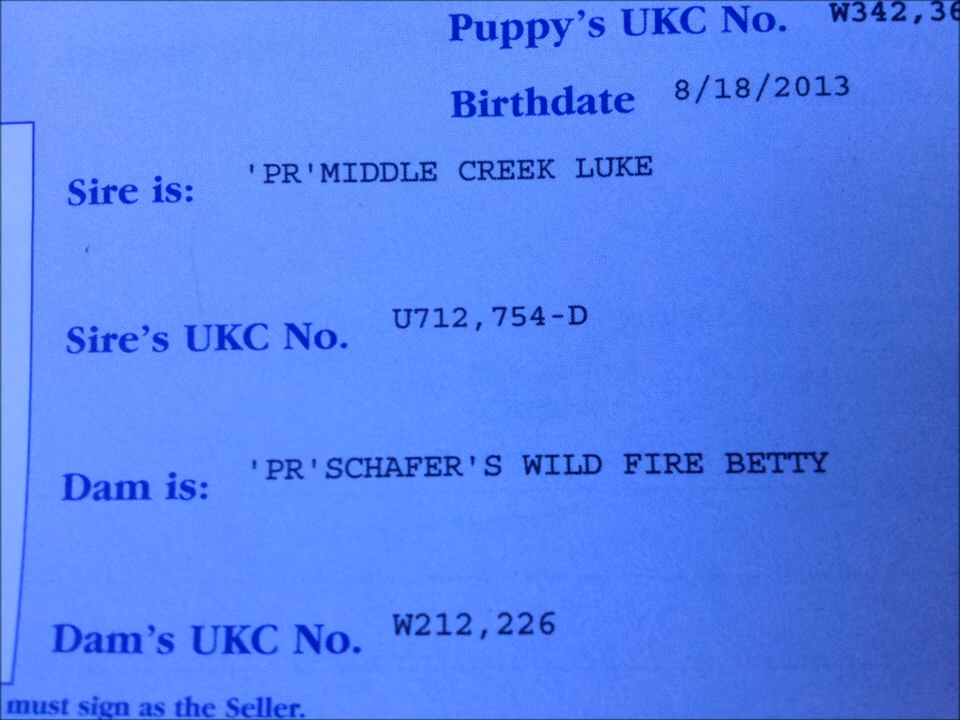 Puppy's UKC No. W342,36
Birthdate 8/18/2013
Sire is: 'PR'MIDDLE CREEK LUKE
Sire's UKC No. U712,754-D
Dam is: 'PR'SCHAFER'S WILD FIRE BETTY
Dam's UKC No. W212,226
must sign as the Seller.